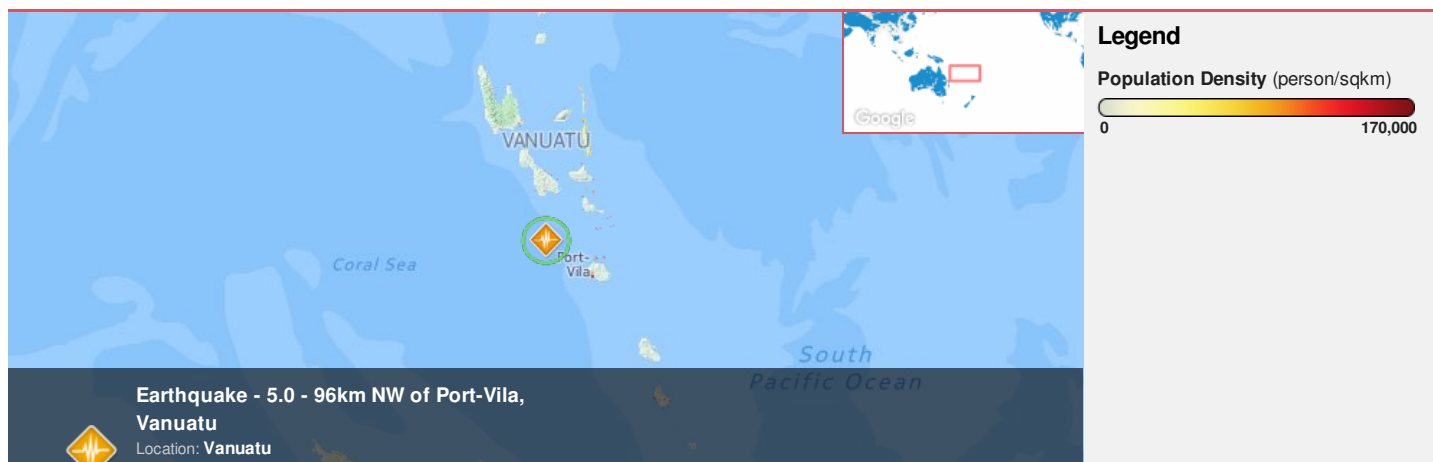 Google
VANUATU
Coral Sea
Port-
Vila
South
Pacific Ocean
Earthquake - 5.0 - 96km NW of Port-Vila,
Vanuatu
Location: Vanuatu
Legend
Population Density (person/sqkm)
0 170,000